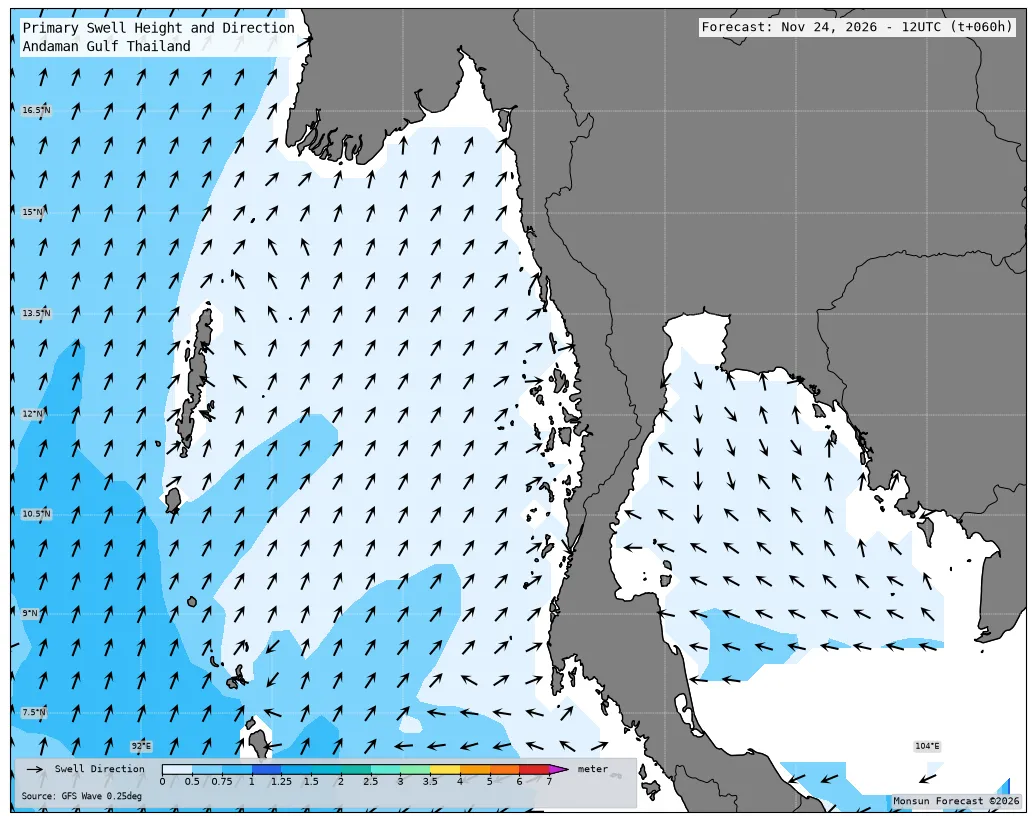 Primary Swell Height and Direction
Andaman Gulf Thailand
Forecast: Nov 24, 2026 - 12UTC (t+060h)
16.5°N
15°N
13.5°N
12°N
10.5°N
9°N
7.5°N
92°E
104°E
Swell Direction
meter
0 0.5 0.75 1 1.25 1.5 2 2.5 3 3.5 4 5 6 7
Source: GFS Wave 0.25deg
Monsun Forecast ©2026